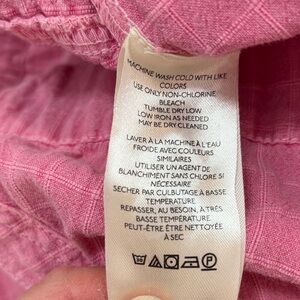 MACHINE WASH COLD WITH LIKE
COLORS
USE ONLY NON-CHLORINE
BLEACH
TUMBLE DRY LOW
LOW IRON AS NEEDED
MAY BE DRY CLEANED
LAVER À LA MACHINE À L'EAU
FROIDE AVEC COULEURS
SIMILAIRES
UTILISER UN AGENT DE
BLANCHIMENT SANS CHLORE SI
NÉCESSAIRE
SECHER PAR CULBUTAGE À BASSE
TEMPÉRATURE
REPASSER, AU BESOIN, À TRÈS
BASSE TEMPÉRATURE
PEUT-ÊTRE ÊTRE NETTOYÉE
À SEC
P